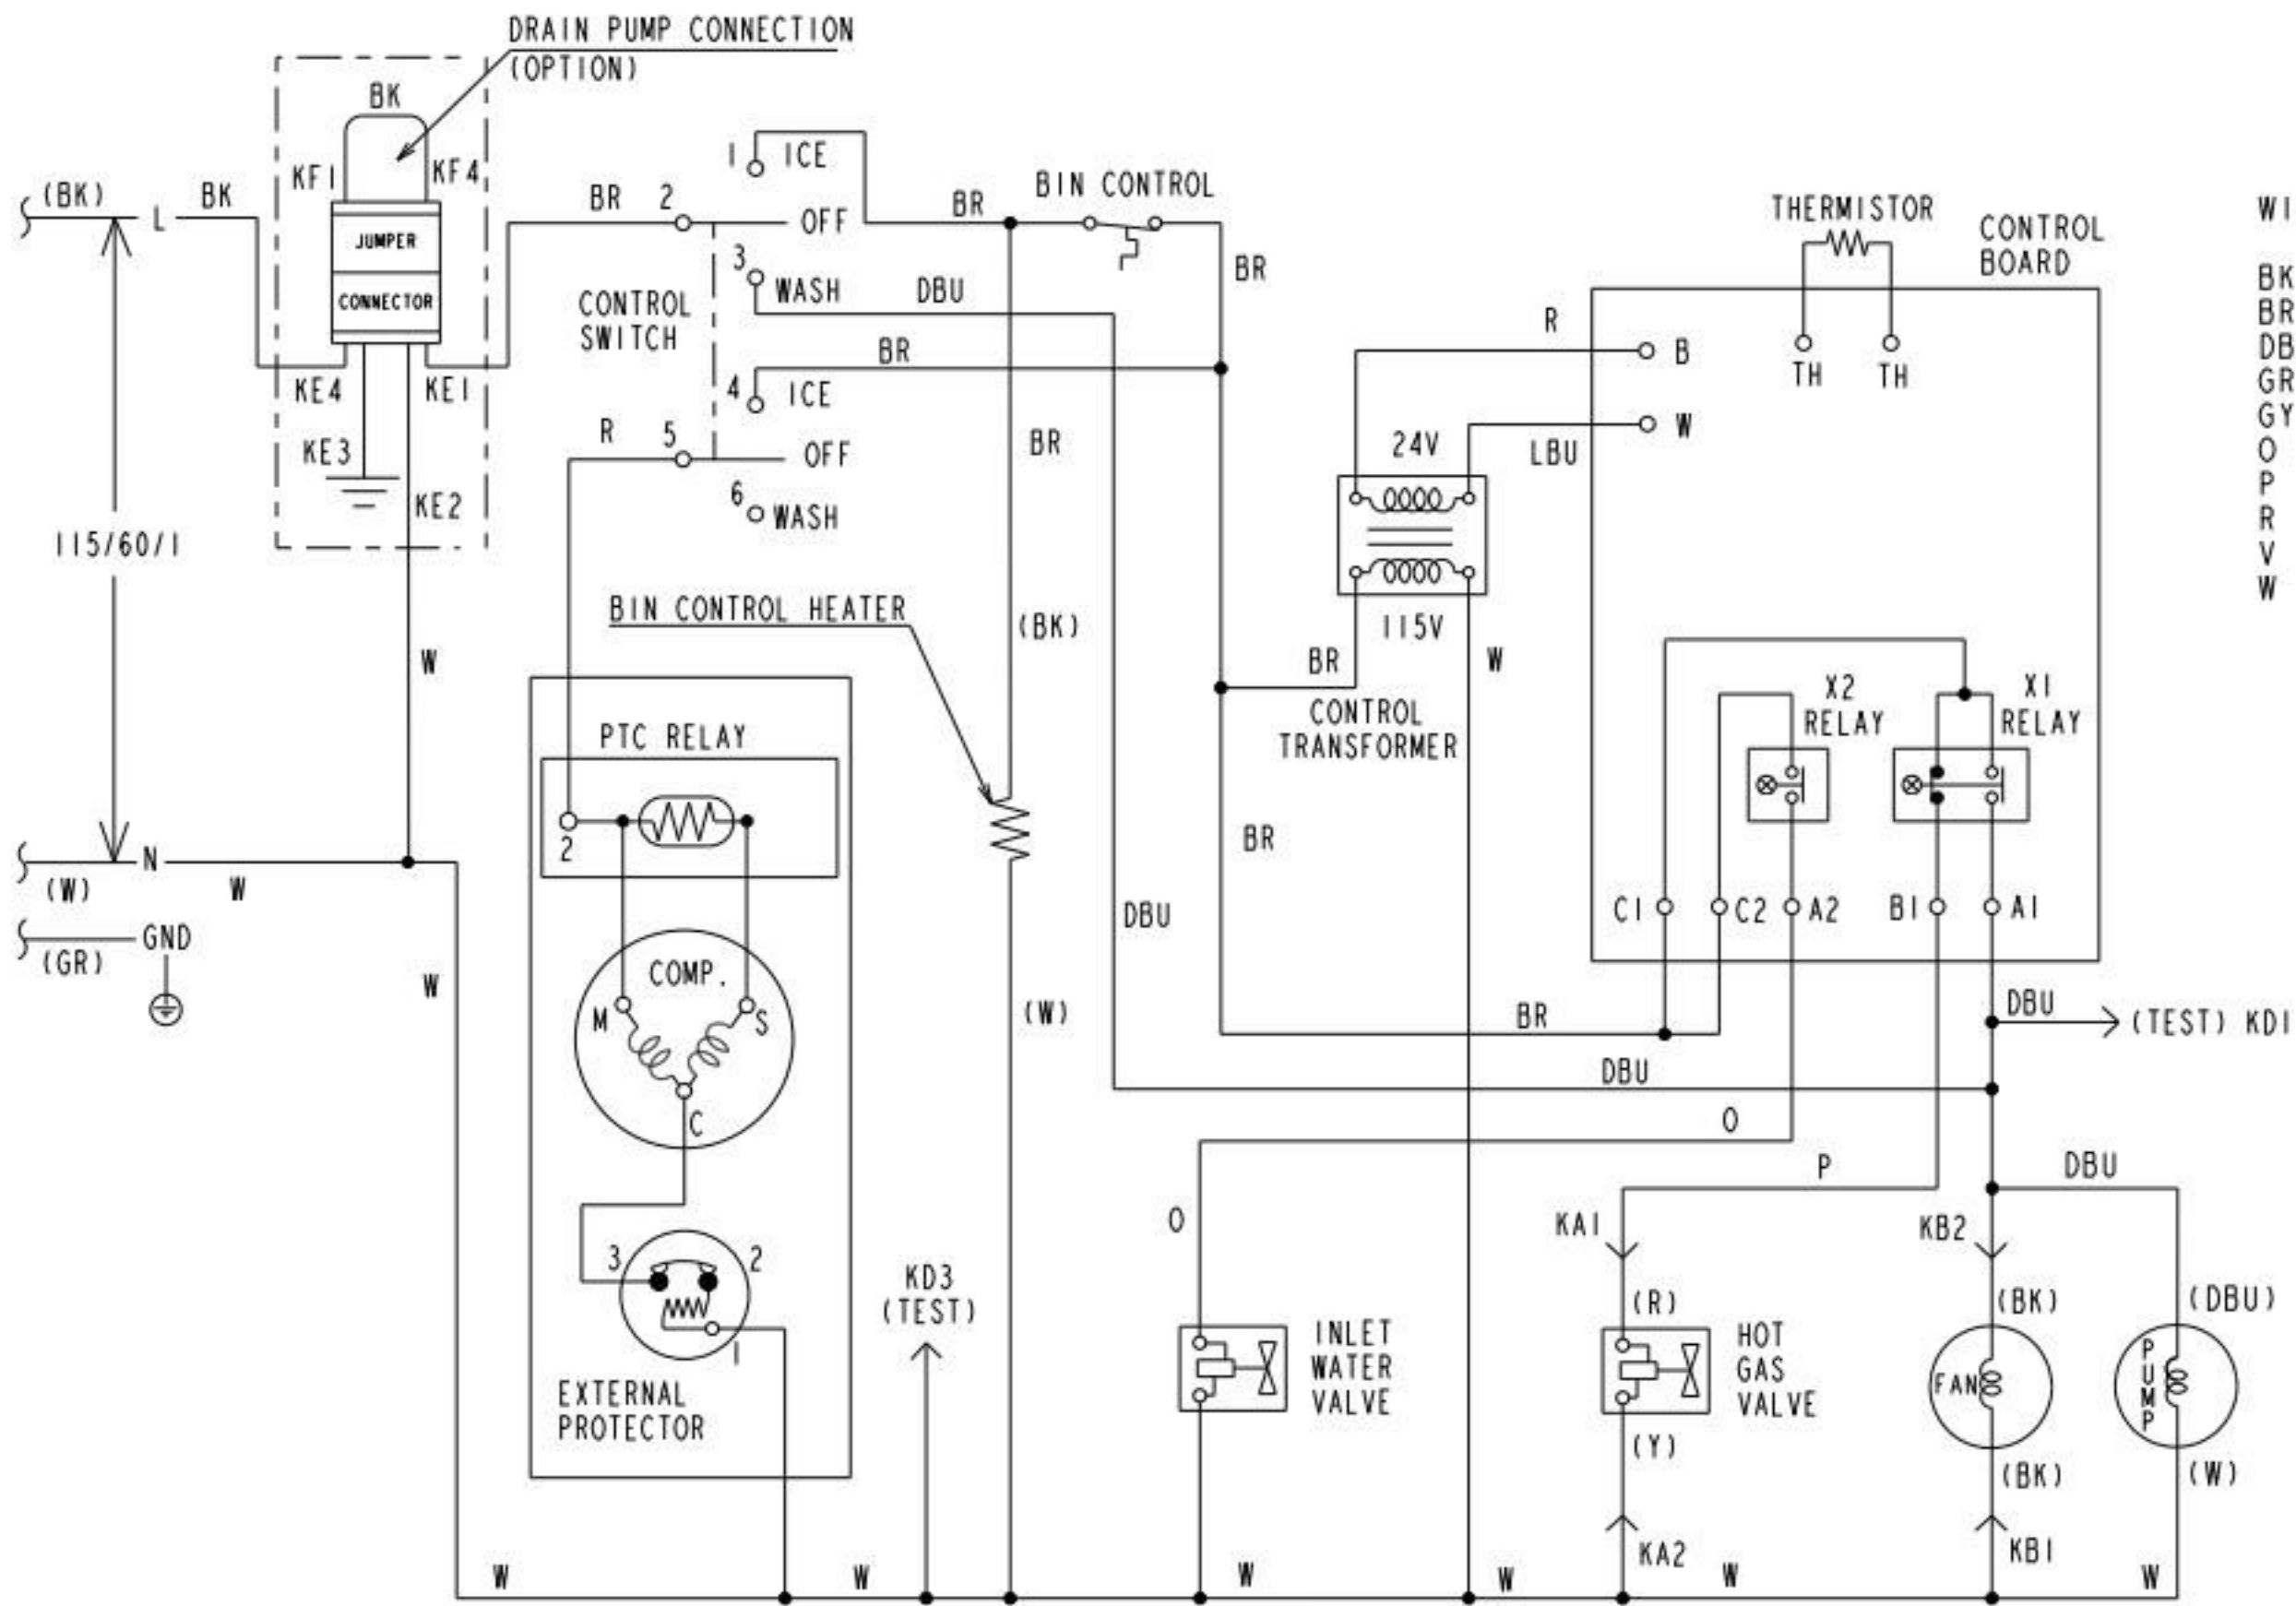 DRAIN PUMP CONNECTION
(OPTION)
BK
KF1
KF4
JUMPER
CONNECTOR
(BK)
L
BK
KE4
KE1
KE3
KE2
115/60/1
W
N
(W)
W
GND
(GR)
W
BR
2
1
ICE
OFF
3
WASH
CONTROL
SWITCH
DBU
BR
BIN CONTROL
BR
BR
4
ICE
R
5
OFF
6
WASH
BR
BIN CONTROL HEATER
(BK)
PTC RELAY
2
COMP.
M
S
C
3
2
1
EXTERNAL
PROTECTOR
KD3
(TEST)
(W)
DBU
BR
THERMISTOR
CONTROL
BOARD
TH
TH
R
B
W
LBU
24V
115V
BR
W
CONTROL
TRANSFORMER
X2
RELAY
X1
RELAY
C1
C2
A2
B1
A1
BR
DBU
(TEST) KD1
DBU
O
P
DBU
O
KA1
KB2
(R)
(BK)
(DBU)
INLET
WATER
VALVE
HOT
GAS
VALVE
FAN
PUMP
(Y)
(BK)
(W)
KA2
KB1
W
W
W
W
W
W
WI
BK
BR
DB
GR
GY
O
P
R
V
W